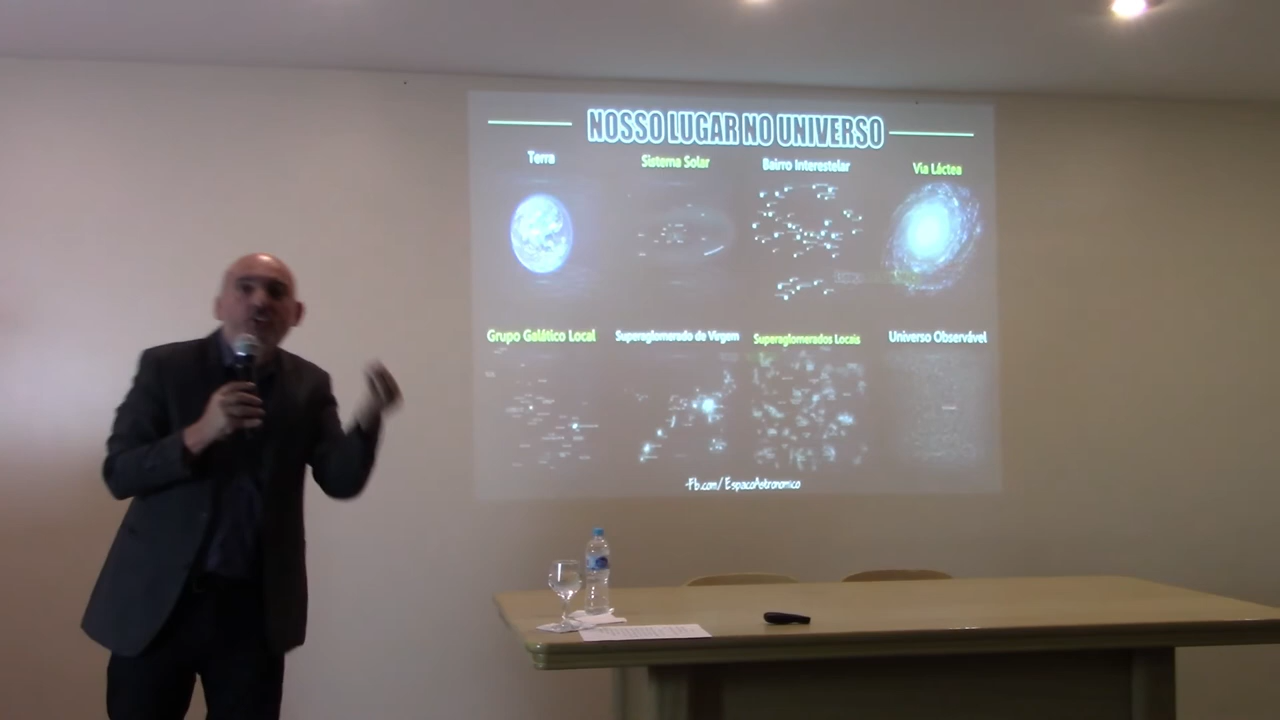 NOSSO LUGAR NO UNIVERSO
Terra
Sistema Solar
Bairro Interestelar
Via Láctea
Grupo Galático Local
Superaglomerado de Virgem
Superaglomerados Locais
Universo Observável
Fb.com/EspacoAstronomico